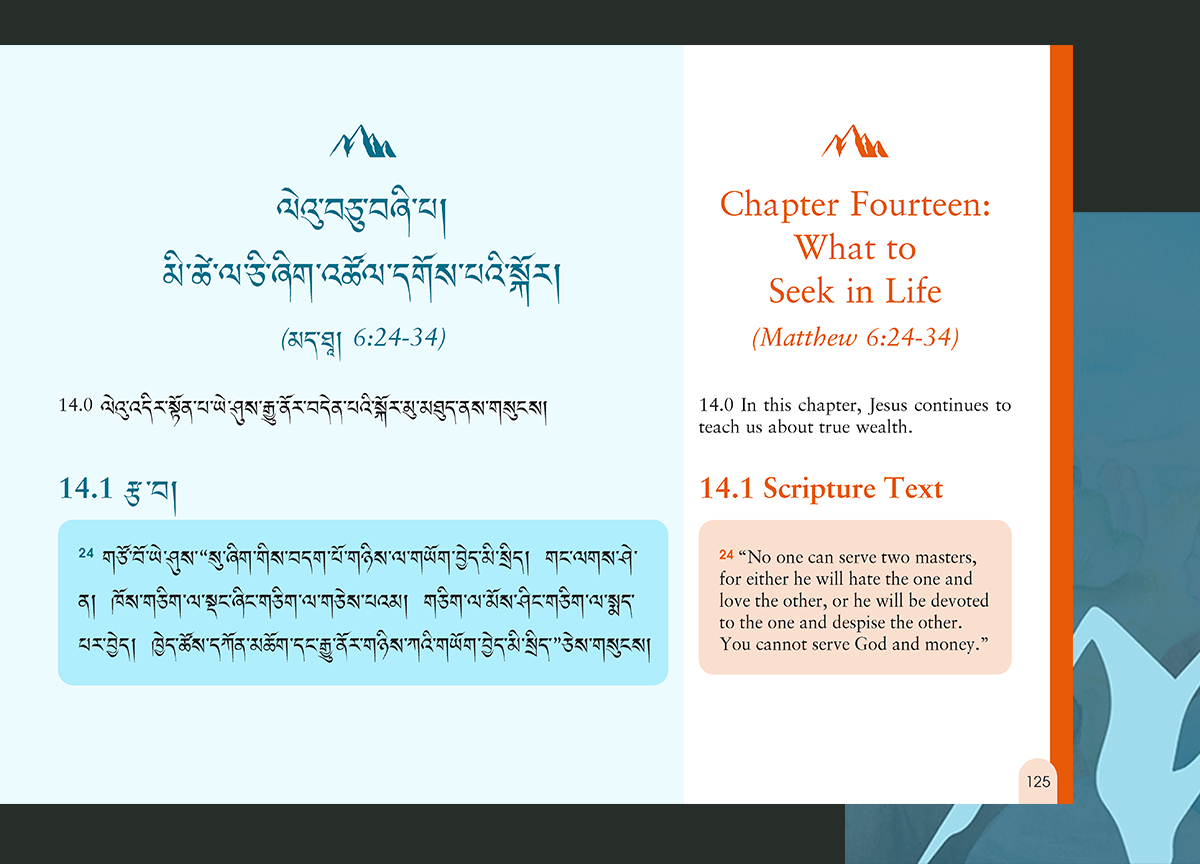 ལེའུ་བཅུ་བཞི་པ།
མི་ཚེ་ལ་ཅི་ཞིག་འཚོལ་དགོས་པའི་སྐོར།
(མད་ཐཱ། 6:24-34)
14.0 ལེའུ་འདིར་སྟོན་པ་ཡེ་ཤུས་རྒྱུ་ནོར་བདེན་པའི་སྐོར་མུ་མཐུད་ནས་གསུངས།
14.1 རྩ་བ།
24 གཙོ་བོ་ཡེ་ཤུས་“སུ་ཞིག་གིས་བདག་པོ་གཉིས་ལ་གཡོག་བྱེད་མི་སྲིད། གང་ལགས་ཤེ་
ན། ཁོས་གཅིག་ལ་སྡང་ཞིང་གཅིག་ལ་གཅེས་པའམ། གཅིག་ལ་མོས་ཤིང་གཅིག་ལ་སྨད་
པར་བྱེད། ཁྱེད་ཚོས་དཀོན་མཆོག་དང་རྒྱུ་ནོར་གཉིས་ཀའི་གཡོག་བྱེད་མི་སྲིད་”ཅེས་གསུངས།
Chapter Fourteen:
What to
Seek in Life
(Matthew 6:24-34)
14.0 In this chapter, Jesus continues to
teach us about true wealth.
14.1 Scripture Text
24 “No one can serve two masters,
for either he will hate the one and
love the other, or he will be devoted
to the one and despise the other.
You cannot serve God and money.”
125